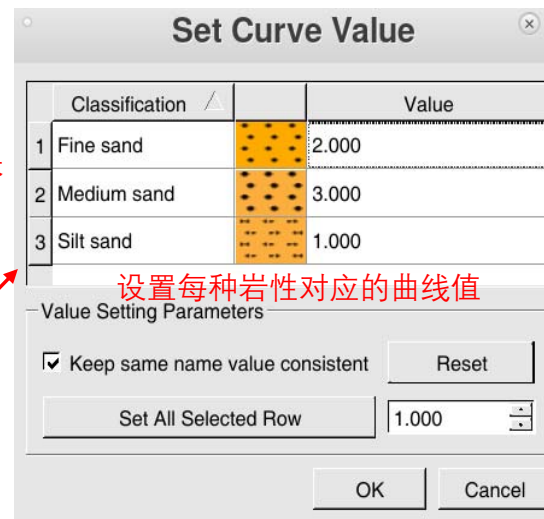 Set Curve Value
Classification Value
1 Fine sand 2.000
2 Medium sand 3.000
3 Silt sand 1.000
设置每种岩性对应的曲线值
Value Setting Parameters
Keep same name value consistent Reset
Set All Selected Row 1.000
OK Cancel